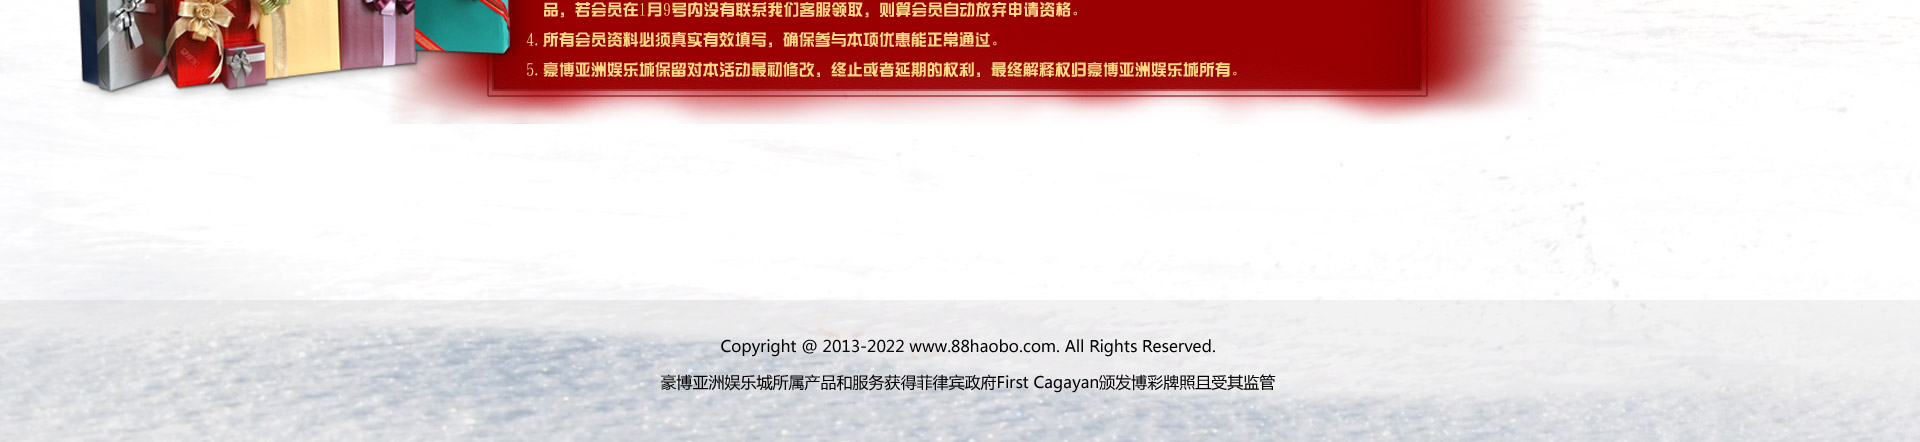 品，若会员在1月9号内没有联系我们客服领取，则算会员自动放弃申请资格。
4. 所有会员资料必须真实有效填写，确保参与本项优惠能正常通过。
5. 豪博亚洲娱乐城保留对本活动最初修改，终止或者延期的权利，最终解释权归豪博亚洲娱乐城所有。
Copyright @ 2013-2022 www.88haobo.com. All Rights Reserved.
豪博亚洲娱乐城所属产品和服务获得菲律宾政府First Cagayan颁发博彩牌照且受其监管